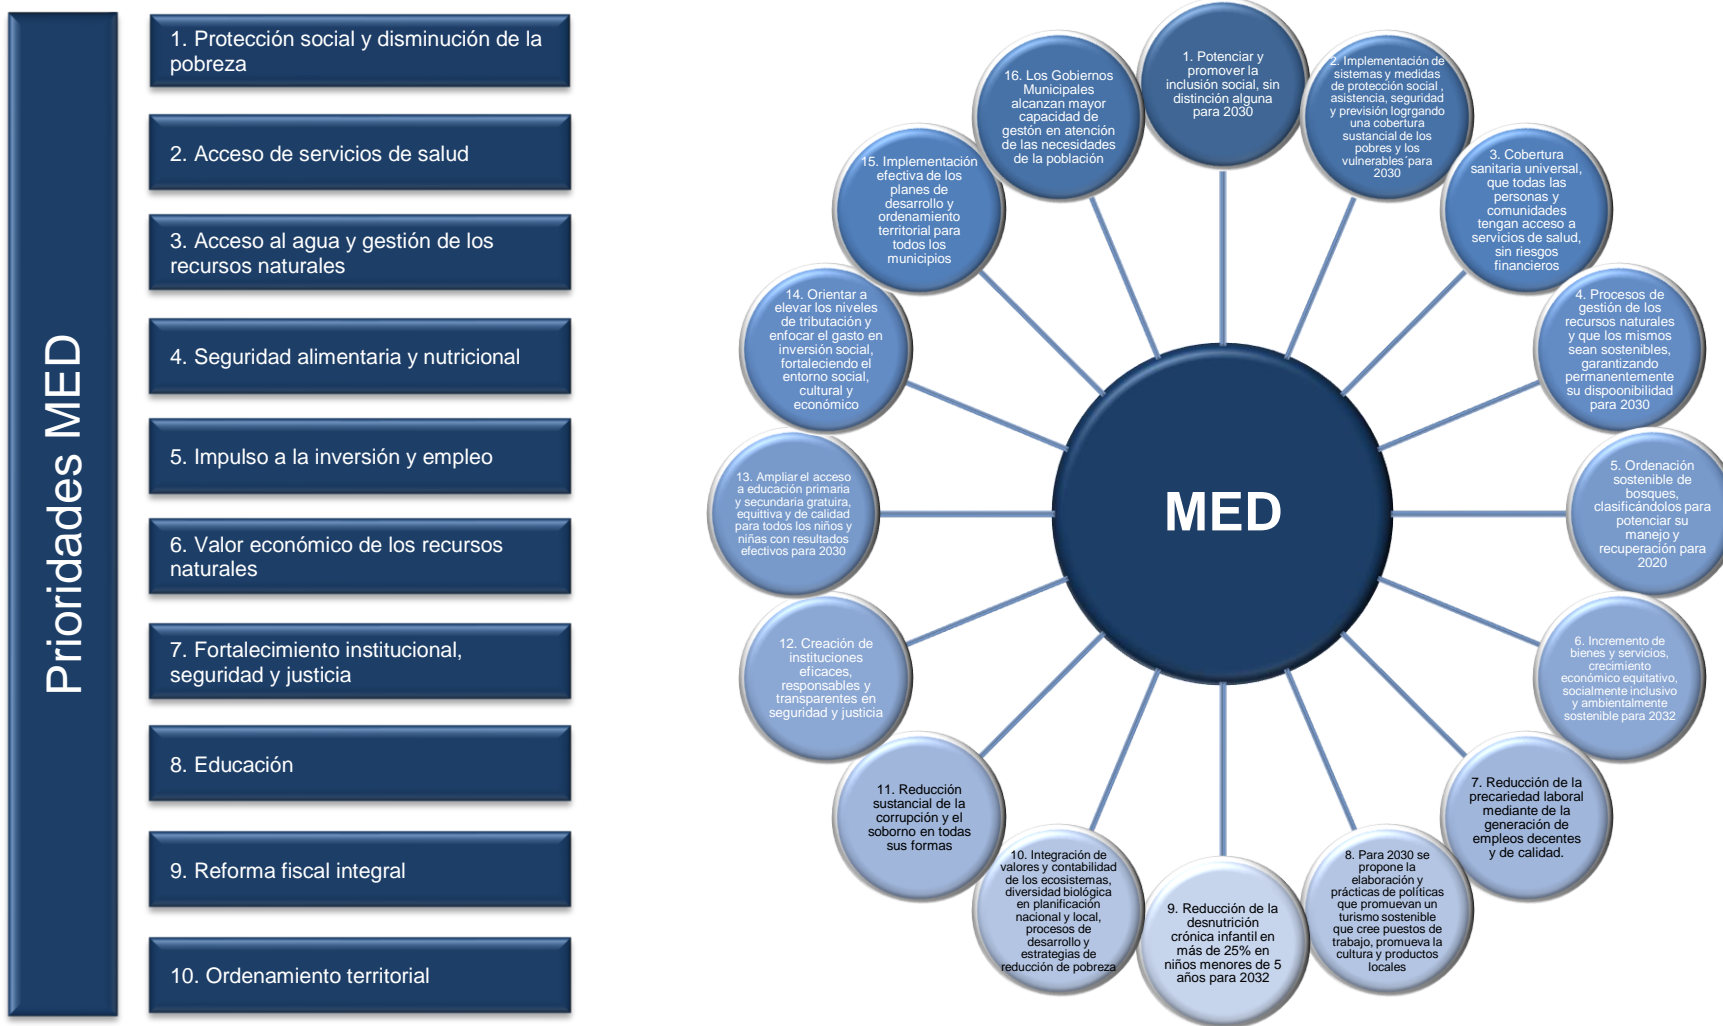 Prioridades MED
1. Protección social y disminución de la
pobreza
2. Acceso de servicios de salud
3. Acceso al agua y gestión de los
recursos naturales
4. Seguridad alimentaria y nutricional
5. Impulso a la inversión y empleo
6. Valor económico de los recursos
naturales
7. Fortalecimiento institucional,
seguridad y justicia
8. Educación
9. Reforma fiscal integral
10. Ordenamiento territorial
MED
1. Potenciar y
promover la
inclusión social, sin
distinción alguna
para 2030
2. Implementación de
sistemas y medidas
de protección social ,
asistencia, seguridad
y previsión logrgando
una cobertura
sustancial de los
pobres y los
vulnerables´para
2030
3. Cobertura
sanitaria universal,
que todas las
personas y
comunidades
tengan acceso a
servicios de salud,
sin riesgos
financieros
4. Procesos de
gestión de los
recursos naturales
y que los mismos
sean sostenibles,
garantizando
permanentemente
su dispoonibilidad
para 2030
5. Ordenación
sostenible de
bosques,
clasificándolos para
potenciar su
manejo y
recuperación para
2020
6. Incremento de
bienes y servicios,
crecimiento
económico equitativo,
socialmente inclusivo
y ambientalmente
sostenible para 2032
7. Reducción de la
precariedad laboral
mediante de la
generación de
empleos decentes
y de calidad.
8. Para 2030 se
propone la
elaboración y
prácticas de políticas
que promuevan un
turismo sostenible
que cree puestos de
trabajo, promueva la
cultura y productos
locales
9. Reducción de la
desnutrición
crónica infantil en
más de 25% en
niños menores de 5
años para 2032
10. Integración de
valores y contabilidad
de los ecosistemas,
diversidad biológica
en planificación
nacional y local,
procesos de
desarrollo y
estrategias de
reducción de pobreza
11. Reducción
sustancial de la
corrupción y el
soborno en todas
sus formas
12. Creación de
instituciones
eficaces,
responsables y
transparentes en
seguridad y justicia
13. Ampliar el acceso
a educación primaria
y secundaria gratuira,
equittiva y de calidad
para todos los niños y
niñas con resultados
efectivos para 2030
14. Orientar a
elevar los niveles
de tributación y
enfocar el gasto en
inversión social,
fortaleciendo el
entorno social,
cultural y
económico
15. Implementación
efectiva de los
planes de
desarrollo y
ordenamiento
territorial para
todos los
municipios
16. Los Gobiernos
Municipales
alcanzan mayor
capacidad de
gestón en atención
de las necesidades
de la población